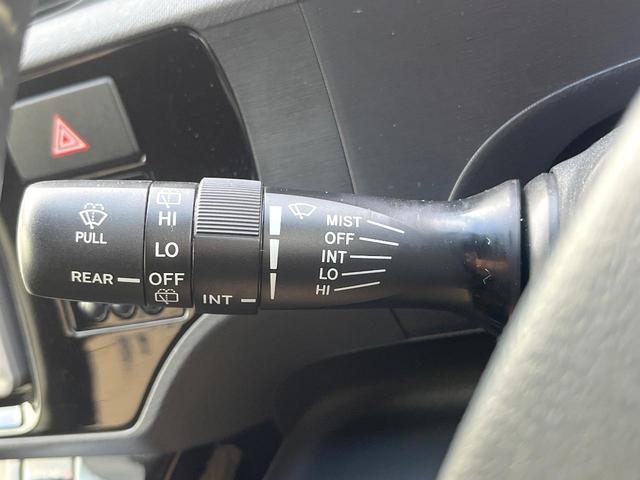 PULL
REAR
HI
LO
OFF
INT
MIST
OFF
INT
LO
HI